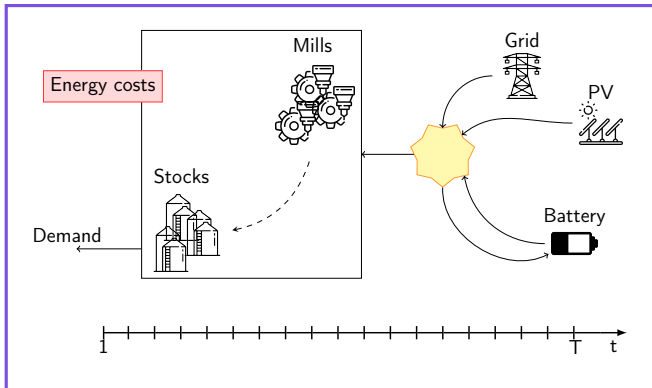 Mills
Grid
Energy costs
PV
Stocks
Battery
Demand
1
T
t